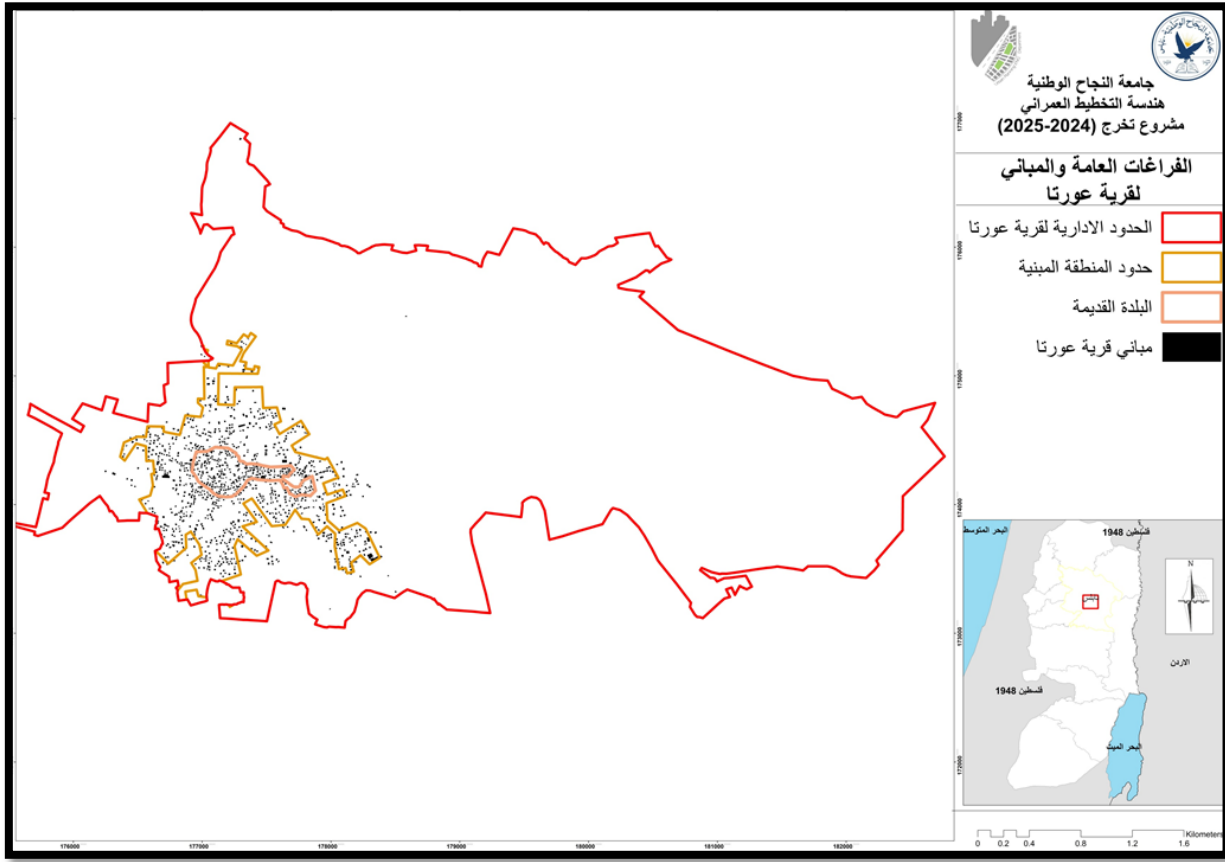 جامعة النجاح الوطنية
هندسة التخطيط العمراني
مشروع تخرج (2024-2025)
الفراغات العامة والمباني
لقرية عورتا
الحدود الادارية لقرية عورتا
حدود المنطقة المبنية
البلدة القديمة
مباني قرية عورتا
البحر المتوسط
فلسطين 1948
نابلس
N
الاردن
فلسطين 1948
البحر الميت
Kilometers
0 0.2 0.4 0.8 1.2 1.6
177000
176000
175000
174000
173000
172000
176000 177000 178000 179000 180000 181000 182000